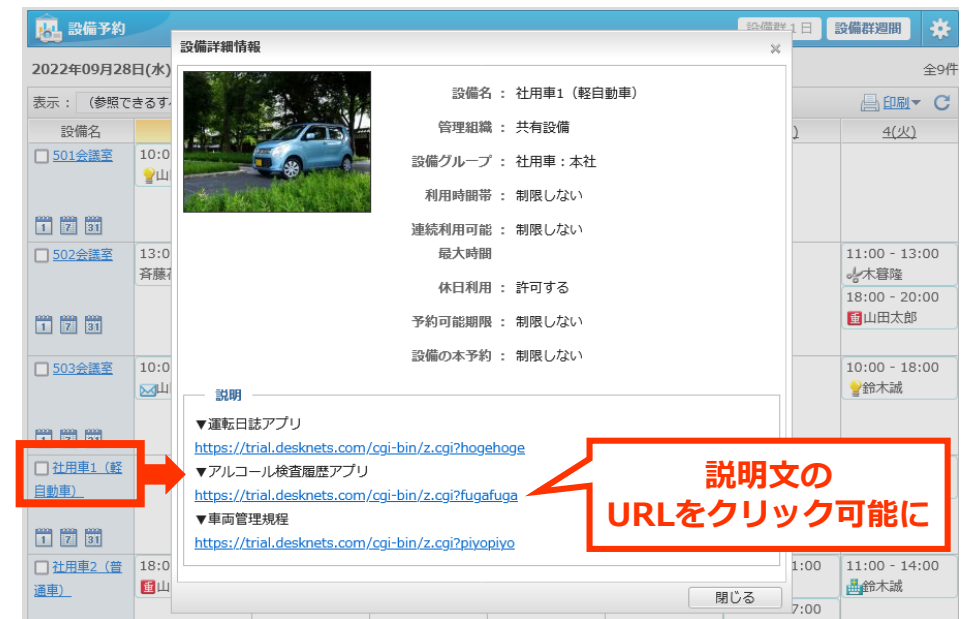 設備予約
設備群1日
設備群週間
2022年09月28日(水)
全9件
表示： (参照できるす
印刷▼
設備名
4(火)
501会議室
10:0
山
1 7 31
502会議室
13:0
斉藤
11:00 - 13:00
木暮隆
18:00 - 20:00
重山田太郎
1 7 31
503会議室
10:0
山
10:00 - 18:00
鈴木誠
社用車1（軽
自動車）
1 7 31
社用車2（普
通車）
18:0
重山
1:00
11:00 - 14:00
鈴木誠
7:00
設備詳細情報
×
設備名 ： 社用車1（軽自動車）
管理組織 ： 共有設備
設備グループ ： 社用車：本社
利用時間帯 ： 制限しない
連続利用可能 ： 制限しない
最大時間
休日利用 ： 許可する
予約可能期限 ： 制限しない
設備の本予約 ： 制限しない
説明
▼運転日誌アプリ
https://trial.desknets.com/cgi-bin/z.cgi?hogehoge
▼アルコール検査履歴アプリ
https://trial.desknets.com/cgi-bin/z.cgi?fugafuga
▼車両管理規程
https://trial.desknets.com/cgi-bin/z.cgi?piyopiyo
閉じる
説明文の
URLをクリック可能に